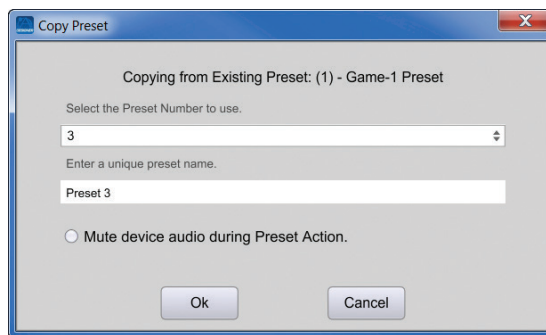 Copy Preset
Copying from Existing Preset: (1) - Game-1 Preset
Select the Preset Number to use.
3
Enter a unique preset name.
Preset 3
Mute device audio during Preset Action.
Ok Cancel